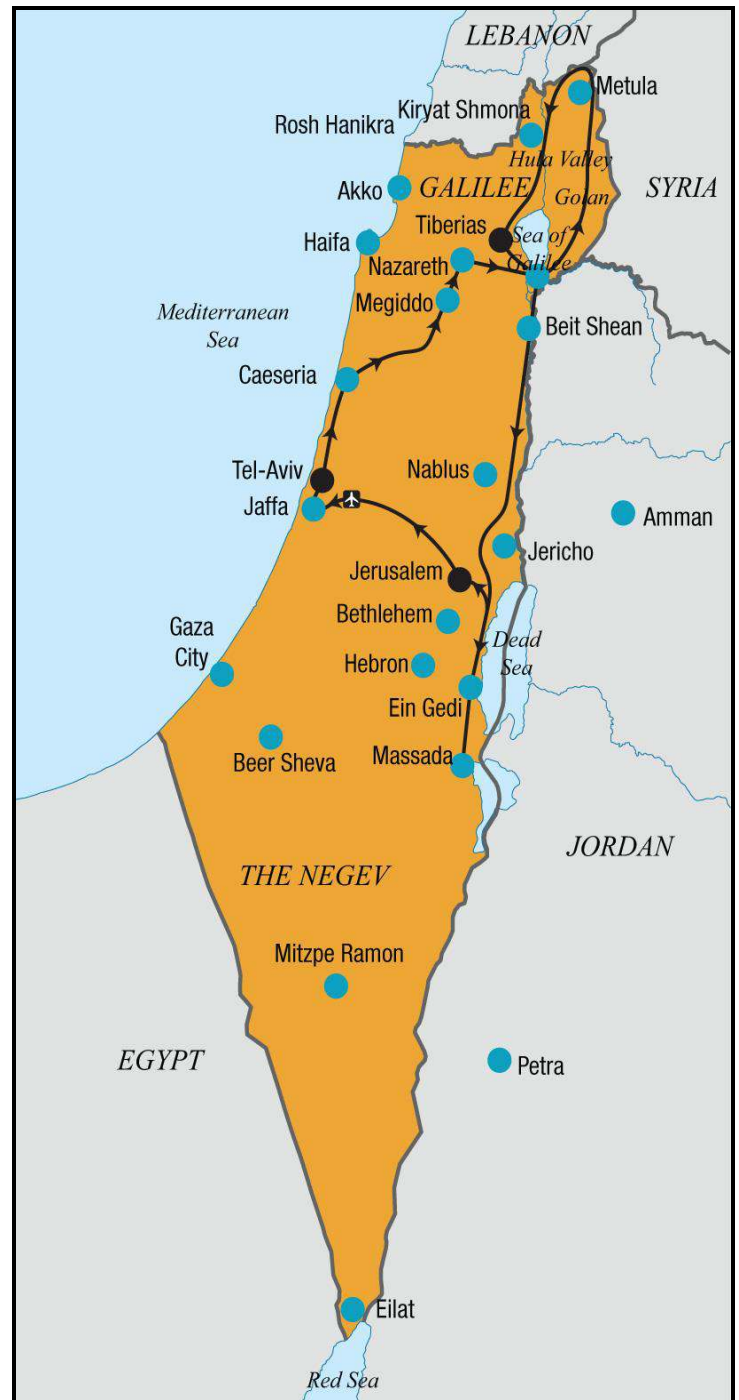 LEBANON
Metula
Kiryat Shmona
Rosh Hanikra
Hula Valley
Akko
GALILEE
Golan
SYRIA
Tiberias
Haifa
Sea of
Galilee
Nazareth
Megiddo
Mediterranean
Sea
Beit Shean
Caeseria
Tel-Aviv
Nablus
Jaffa
Amman
Jericho
Jerusalem
Bethlehem
Gaza
City
Dead
Sea
Hebron
Ein Gedi
Beer Sheva
Massada
JORDAN
THE NEGEV
Mitzpe Ramon
EGYPT
Petra
Eilat
Red Sea